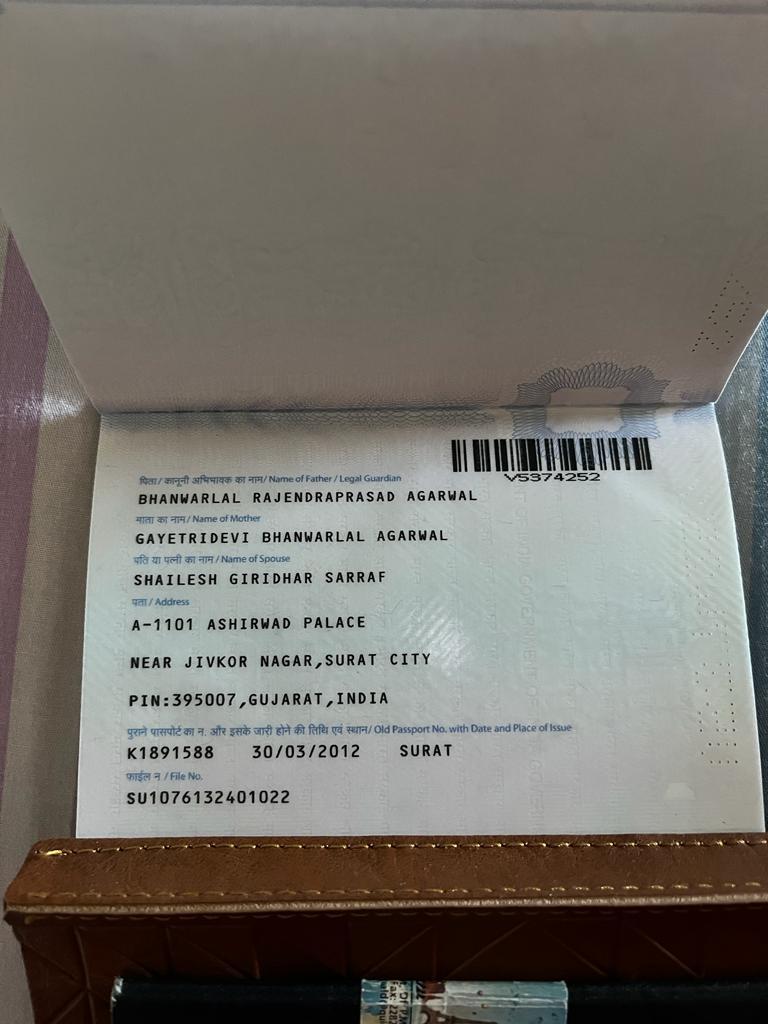 V5374252
पिता / कानूनी अभिभावक का नाम / Name of Father / Legal Guardian
BHANWARLAL RAJENDRAPRASAD AGARWAL
माता का नाम / Name of Mother
GAYETRIDEVI BHANWARLAL AGARWAL
पति या पत्नी का नाम / Name of Spouse
SHAILESH GIRIDHAR SARRAF
पता / Address
A-1101 ASHIRWAD PALACE
NEAR JIVKOR NAGAR,SURAT CITY
PIN:395007,GUJARAT,INDIA
पुराने पासपोर्ट का न. और इसके जारी होने की तिथि एवं स्थान / Old Passport No. with Date and Place of Issue
K1891588 30/03/2012 SURAT
फाईल न / File No.
SU1076132401022